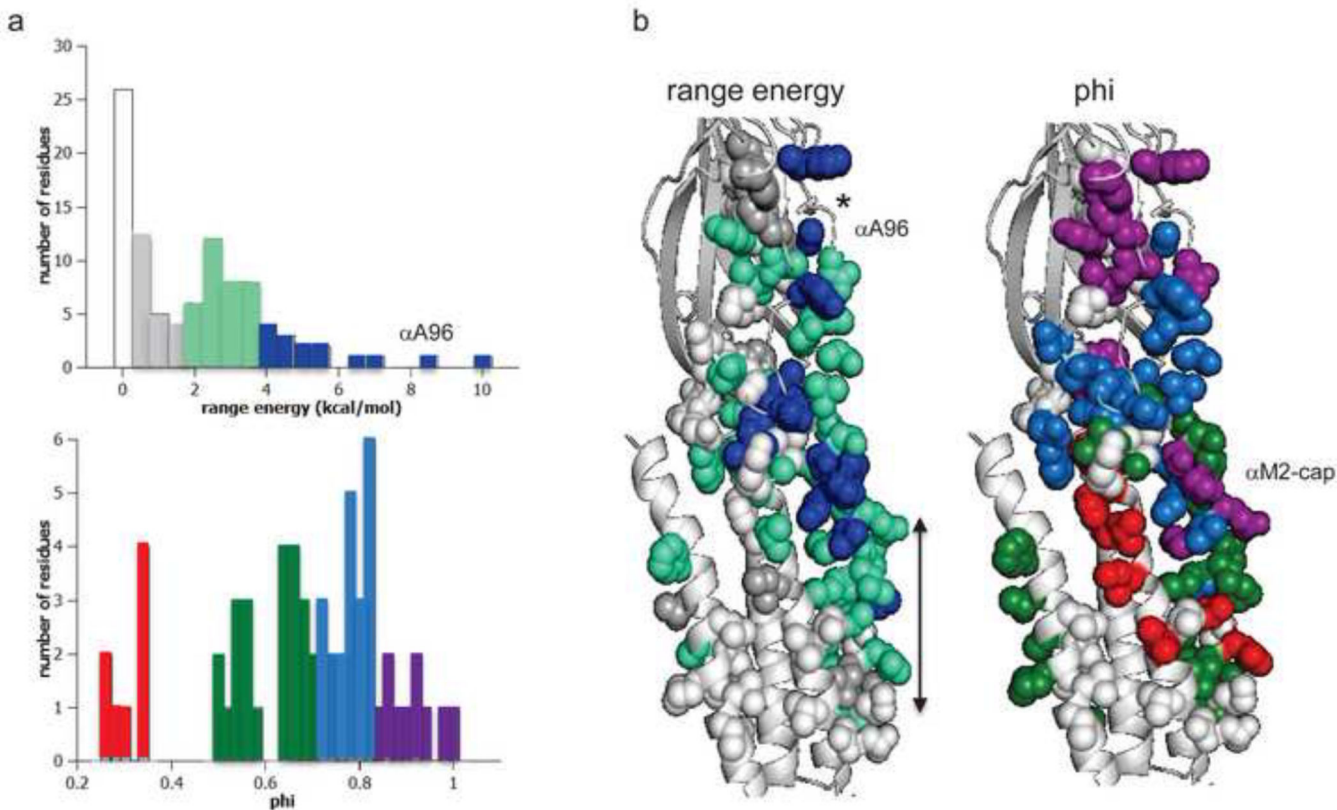 a
30
25
20
15
10
5
0
number of residues
αA96
0 2 4 6 8 10
range energy (kcal/mol)
6
5
4
3
2
1
0
number of residues
0.2 0.4 0.6 0.8 1
phi
b
range energy
phi
*
αA96
αM2-cap